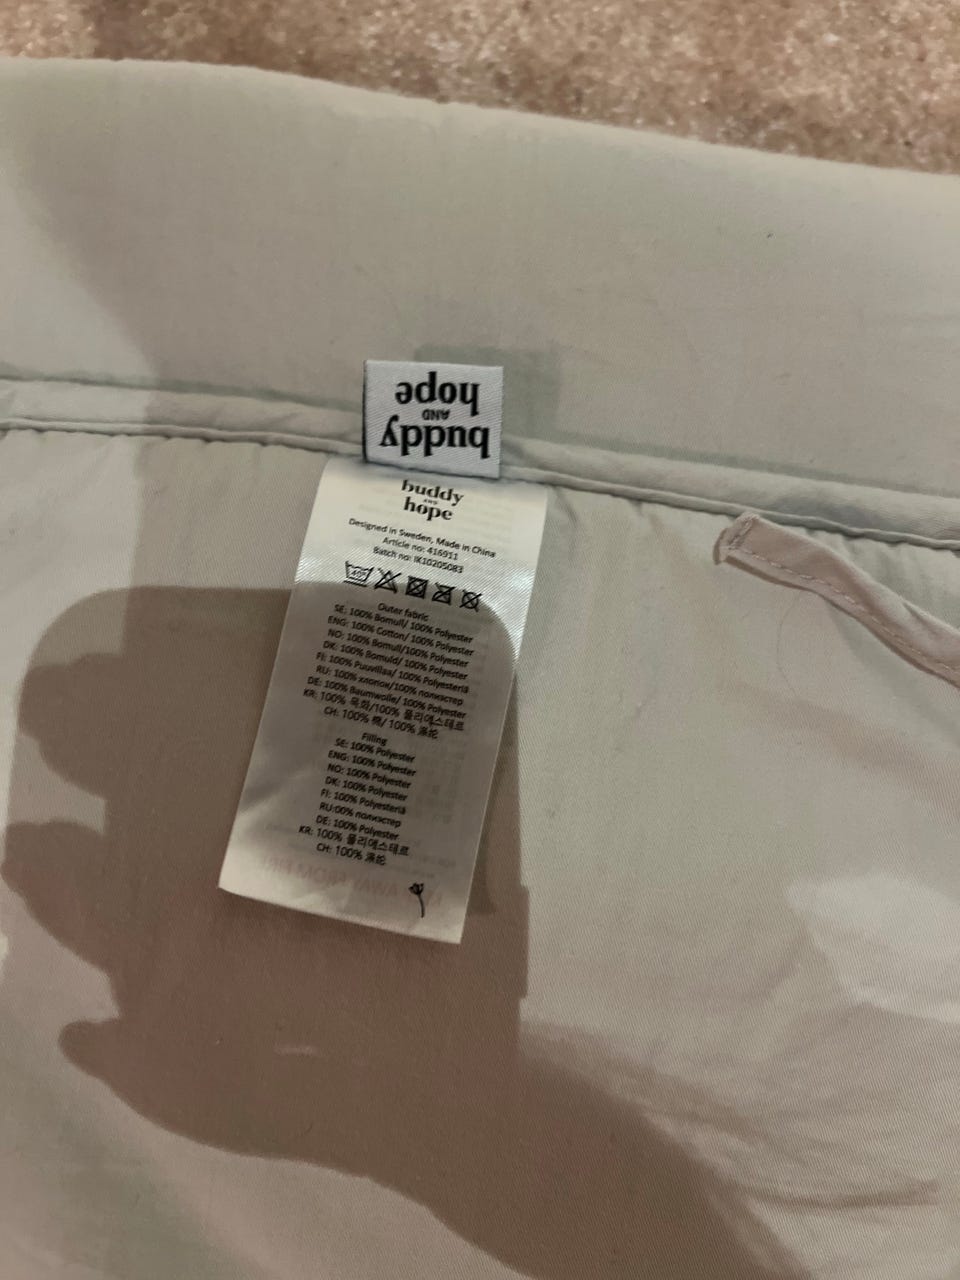 buddy
AND
hope
buddy
AND
hope
Designed in Sweden, Made in China
Article no: 416911
Batch no: IK10205083
40°
Outer fabric
SE: 100% Bomull/ 100% Polyester
ENG: 100% Cotton/ 100% Polyester
NO: 100% Bomull/100% Polyester
DK: 100% Bomuld/ 100% Polyester
FI: 100% Puuvillaa/ 100% Polyesteriä
RU: 100% хлопок/100% полиэстер
DE: 100% Baumwolle/ 100% Polyester
KR: 100% 목화/100% 폴리에스테르
CH: 100% 棉/ 100% 涤纶
Filling
SE: 100% Polyester
ENG: 100% Polyester
NO: 100% Polyester
DK: 100% Polyester
FI: 100% Polyesteriä
RU:00% полиэстер
DE: 100% Polyester
KR: 100% 폴리에스테르
CH: 100% 涤纶
AWAY FROM FIRE